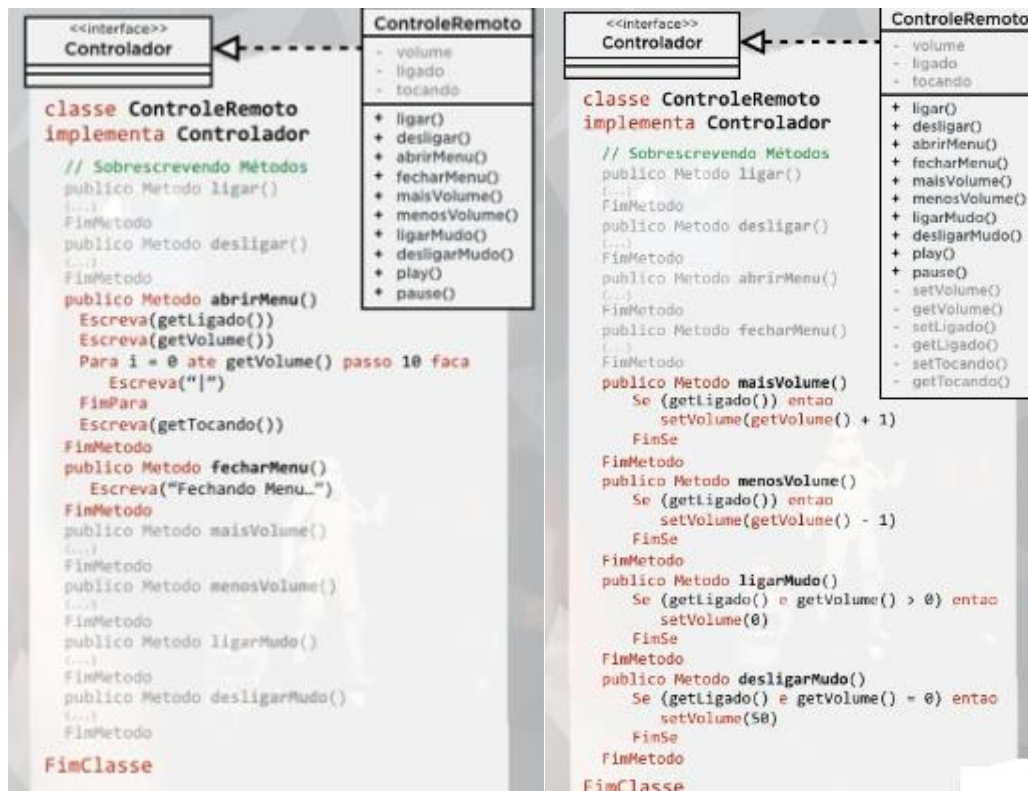 <<interface>>
Controlador
ControleRemoto
- volume
- ligado
- tocando
+ ligar()
+ desligar()
+ abrirMenu()
+ fecharMenu()
+ maisVolume()
+ menosVolume()
+ ligarMudo()
+ desligarMudo()
+ play()
+ pause()
classe ControleRemoto
implementa Controlador
// Sobrescrevendo Métodos
publico Metodo ligar()
(...)
FimMetodo
publico Metodo desligar()
(...)
FimMetodo
publico Metodo abrirMenu()
Escreva(getLigado())
Escreva(getVolume())
Para i = 0 ate getVolume() passo 10 faca
Escreva("|")
FimPara
Escreva(getTocando())
FimMetodo
publico Metodo fecharMenu()
Escreva("Fechando Menu…")
FimMetodo
publico Metodo maisVolume()
(...)
FimMetodo
publico Metodo menosVolume()
(...)
FimMetodo
publico Metodo ligarMudo()
(...)
FimMetodo
publico Metodo desligarMudo()
(...)
FimMetodo
FimClasse
<<interface>>
Controlador
ControleRemoto
- volume
- ligado
- tocando
+ ligar()
+ desligar()
+ abrirMenu()
+ fecharMenu()
+ maisVolume()
+ menosVolume()
+ ligarMudo()
+ desligarMudo()
+ play()
+ pause()
- setVolume()
- getVolume()
- setLigado()
- getLigado()
- setTocando()
- getTocando()
classe ControleRemoto
implementa Controlador
// Sobrescrevendo Métodos
publico Metodo ligar()
(...)
FimMetodo
publico Metodo desligar()
(...)
FimMetodo
publico Metodo abrirMenu()
(...)
FimMetodo
publico Metodo fecharMenu()
(...)
FimMetodo
publico Metodo maisVolume()
Se (getLigado()) entao
setVolume(getVolume() + 1)
FimSe
FimMetodo
publico Metodo menosVolume()
Se (getLigado()) entao
setVolume(getVolume() - 1)
FimSe
FimMetodo
publico Metodo ligarMudo()
Se (getLigado() e getVolume() > 0) entao
setVolume(0)
FimSe
FimMetodo
publico Metodo desligarMudo()
Se (getLigado() e getVolume() = 0) entao
setVolume(50)
FimSe
FimMetodo
FimClasse